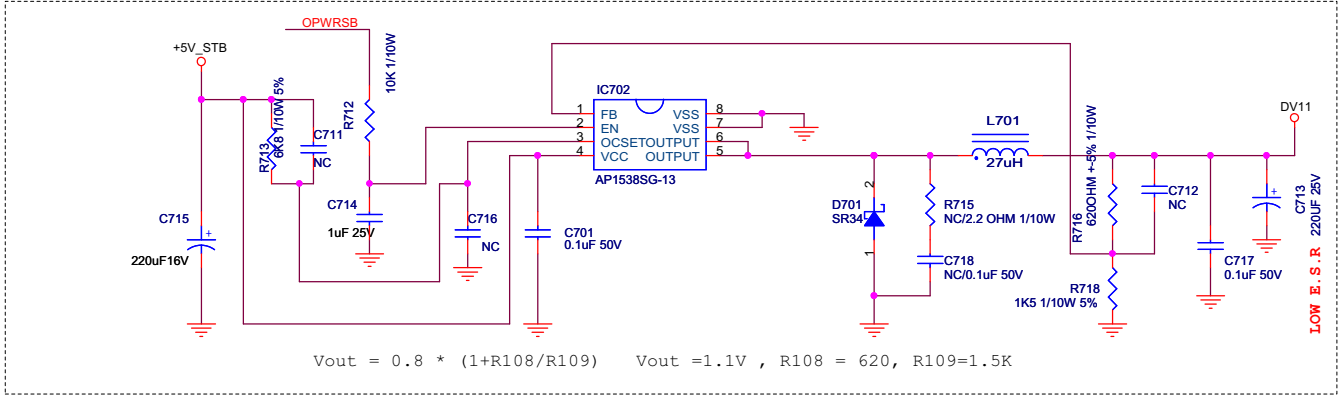 OPWRSB
+5V_STB
R713
6K8 1/10W 5%
C711
NC
R712
10K 1/10W
IC702
1 FB VSS 8
2 EN VSS 7
3 OCSETOUTPUT 6
4 VCC OUTPUT 5
AP1538SG-13
C715
220uF16V
C714
1uF 25V
C716
NC
C701
0.1uF 50V
2
D701
SR34
1
R715
NC/2.2 OHM 1/10W
C718
NC/0.1uF 50V
L701
27uH
R716
620OHM +-5% 1/10W
C712
NC
R718
1K5 1/10W 5%
C717
0.1uF 50V
DV11
C713
220UF 25V
LOW E.S.R
Vout = 0.8 * (1+R108/R109) Vout =1.1V , R108 = 620, R109=1.5K